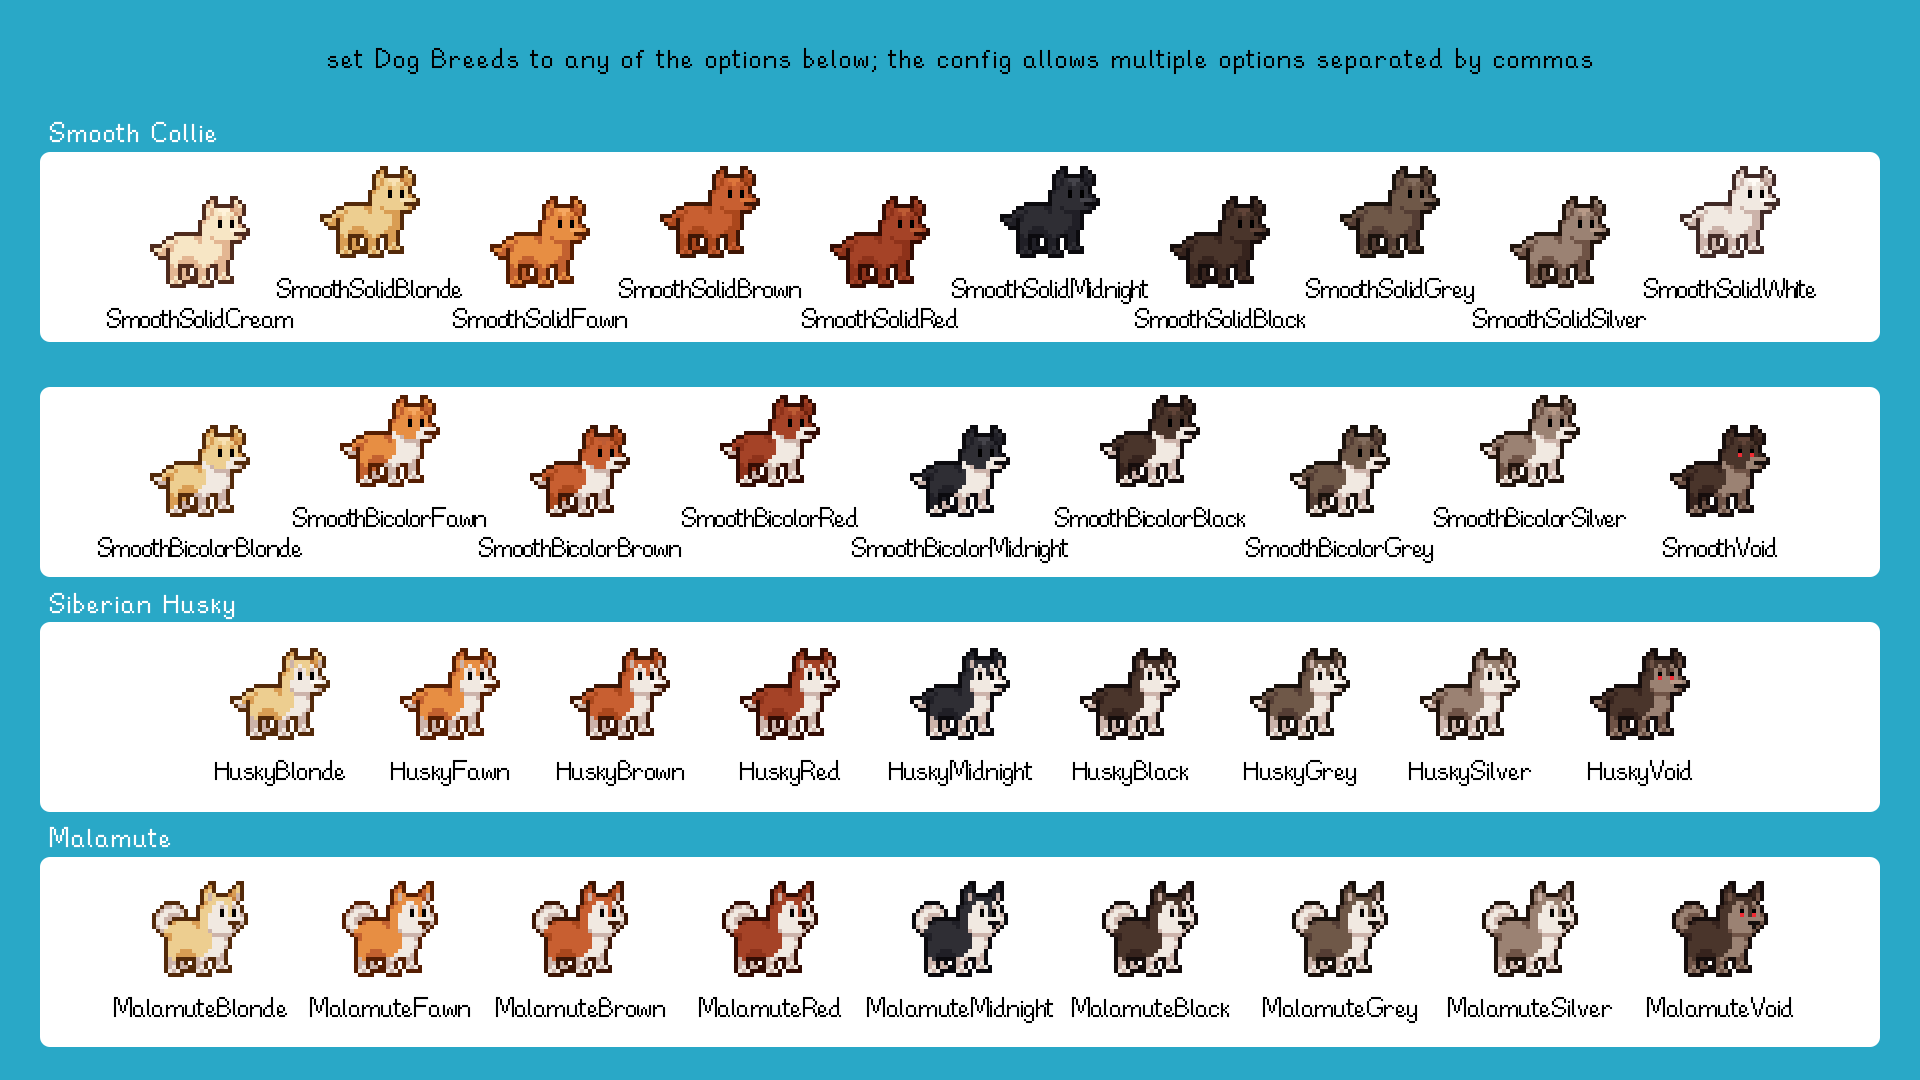 set Dog Breeds to any of the options below; the config allows multiple options separated by commas
Smooth Collie
SmoothSolidCream
SmoothSolidBlonde
SmoothSolidFawn
SmoothSolidBrown
SmoothSolidRed
SmoothSolidMidnight
SmoothSolidBlack
SmoothSolidGrey
SmoothSolidSilver
SmoothSolidWhite
SmoothBicolorBlonde
SmoothBicolorFawn
SmoothBicolorBrown
SmoothBicolorRed
SmoothBicolorMidnight
SmoothBicolorBlack
SmoothBicolorGrey
SmoothBicolorSilver
SmoothVoid
Siberian Husky
HuskyBlonde
HuskyFawn
HuskyBrown
HuskyRed
HuskyMidnight
HuskyBlack
HuskyGrey
HuskySilver
HuskyVoid
Malamute
MalamuteBlonde
MalamuteFawn
MalamuteBrown
MalamuteRed
MalamuteMidnight
MalamuteBlack
MalamuteGrey
MalamuteSilver
MalamuteVoid